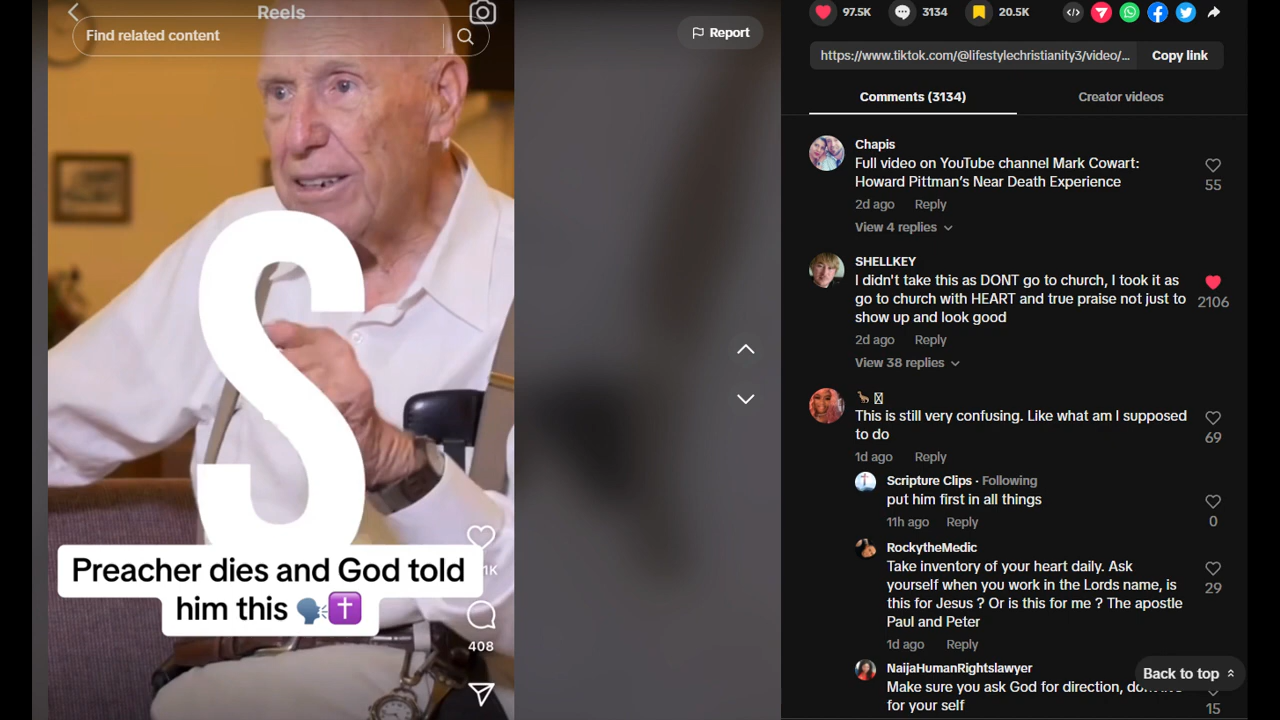 Reels
Find related content
Report
S
1K
Preacher dies and God told
him this
408
97.5K
3134
20.5K
https://www.tiktok.com/@lifestylechristianity3/video/...
Copy link
Comments (3134)
Creator videos
Chapis
Full video on YouTube channel Mark Cowart:
Howard Pittman's Near Death Experience
55
2d ago Reply
View 4 replies
SHELLKEY
I didn't take this as DONT go to church, I took it as
go to church with HEART and true praise not just to
show up and look good
2106
2d ago Reply
View 38 replies
This is still very confusing. Like what am I supposed
to do
69
1d ago Reply
Scripture Clips · Following
put him first in all things
0
11h ago Reply
RockytheMedic
Take inventory of your heart daily. Ask
yourself when you work in the Lords name, is
this for Jesus ? Or is this for me ? The apostle
Paul and Peter
29
1d ago Reply
NaijaHumanRightslawyer
Back to top
Make sure you ask God for direction,
for your self
15